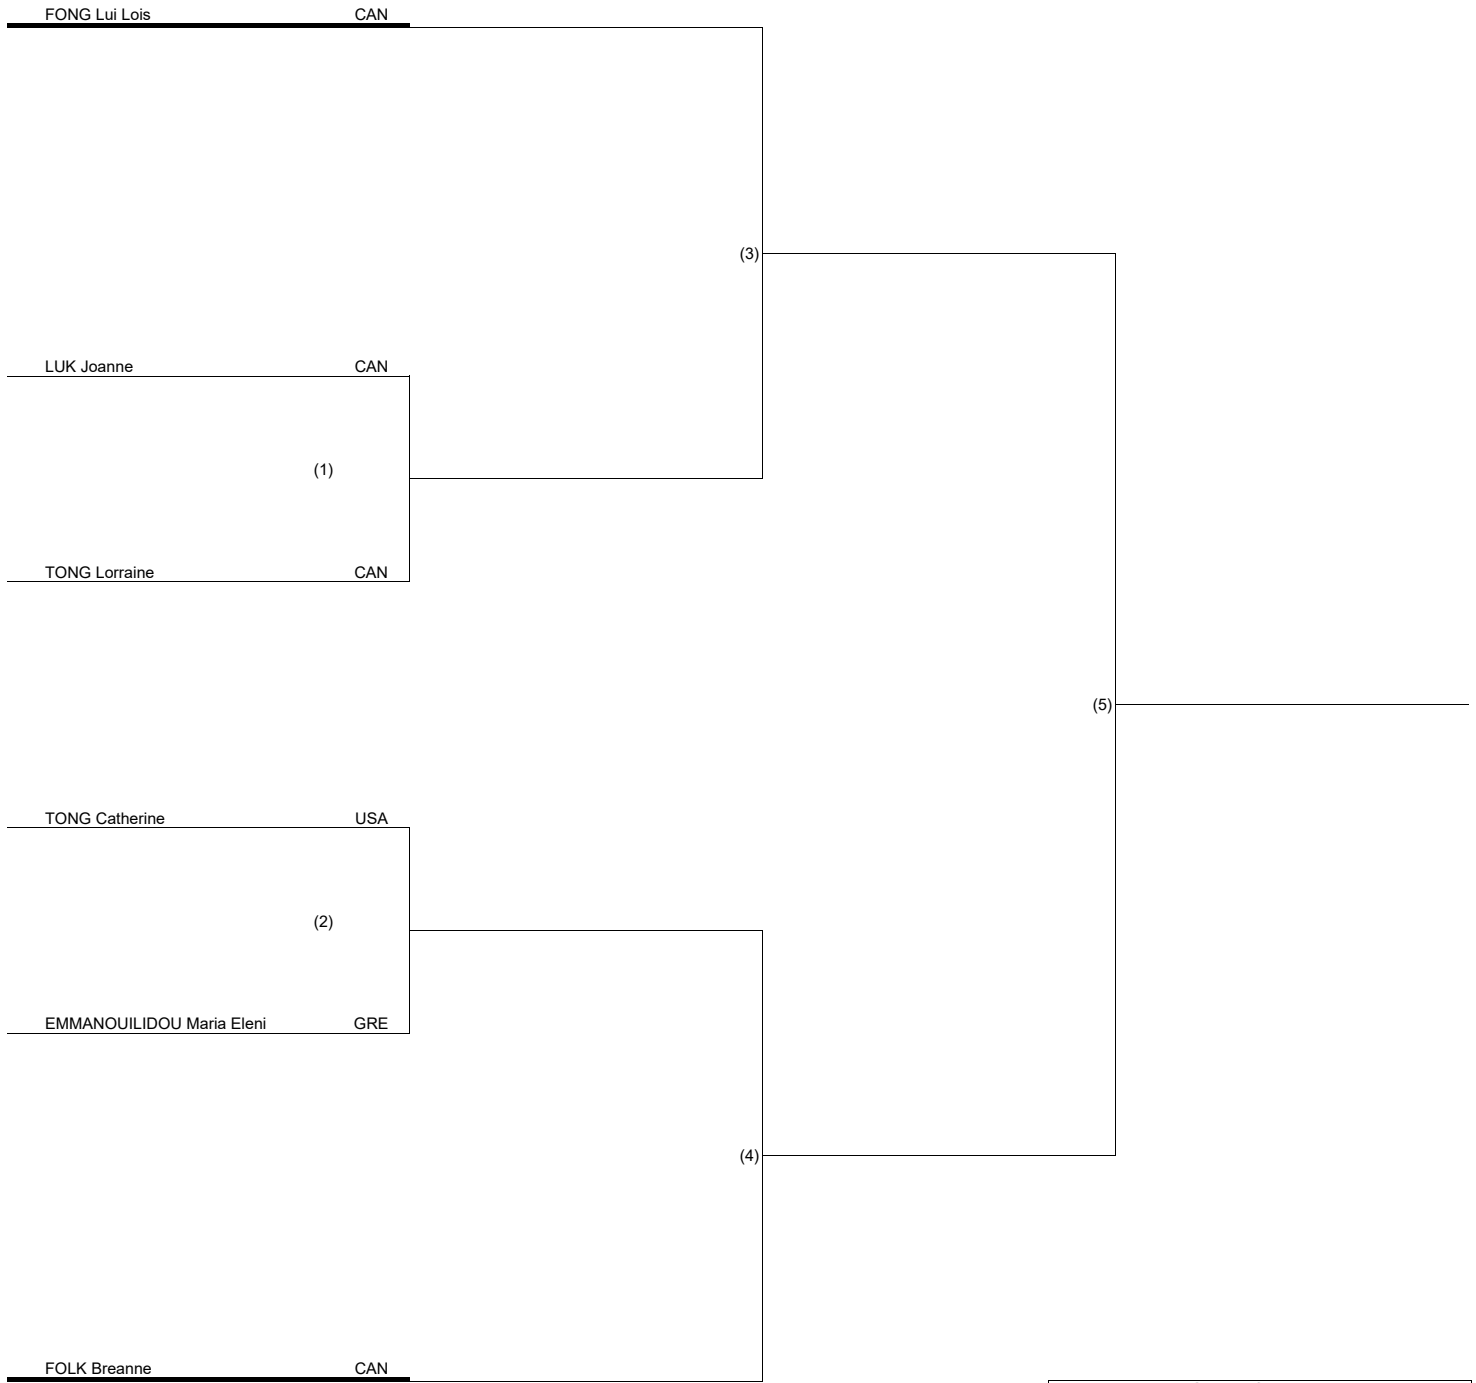 FONG Lui Lois CAN
(3)
LUK Joanne CAN
(1)
TONG Lorraine CAN
(5)
TONG Catherine USA
(2)
EMMANOUILIDOU Maria Eleni GRE
(4)
FOLK Breanne CAN